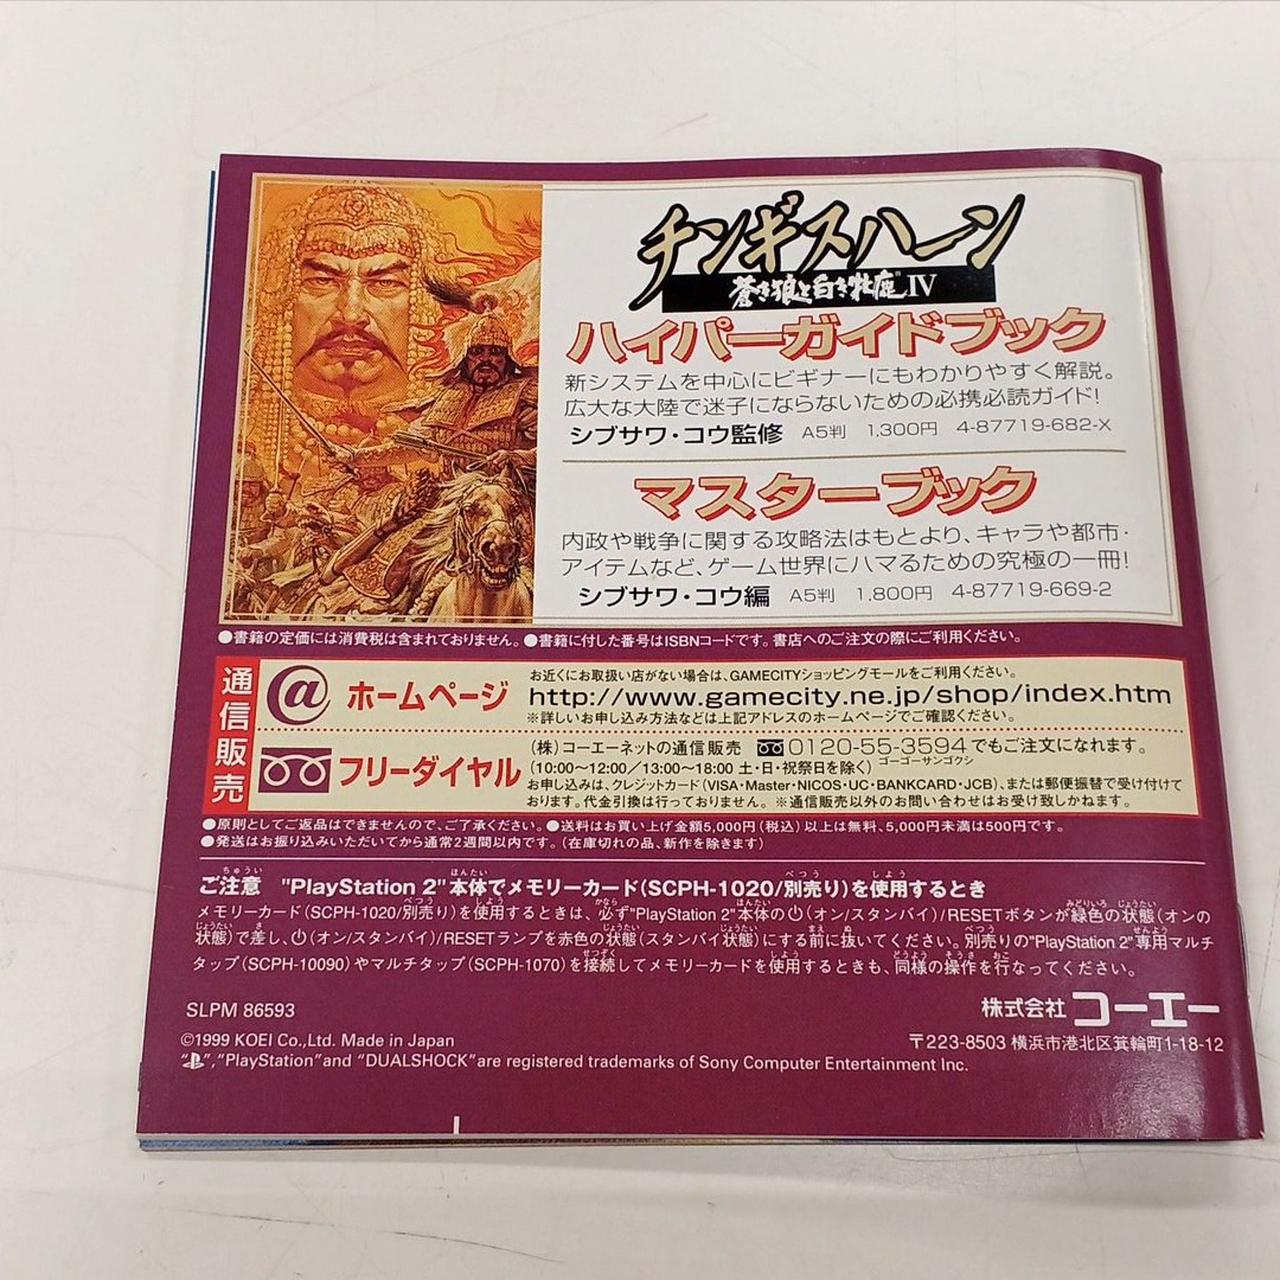 チンギスハーン
蒼き狼と白き牝鹿®IV
ハイパーガイドブック
新システムを中心にビギナーにもわかりやすく解説。
広大な大陸で迷子にならないための必携必読ガイド!
シブサワ・コウ監修 A5判 1,300円 4-87719-682-X
マスターブック
内政や戦争に関する攻略法はもとより、キャラや都市・
アイテムなど、ゲーム世界にハマるための究極の一冊!
シブサワ・コウ編 A5判 1,800円 4-87719-669-2
●書籍の定価には消費税は含まれておりません。●書籍に付した番号はISBNコードです。書店へのご注文の際にご利用ください。
通信販売
@ ホームページ
お近くにお取扱い店がない場合は、GAMECITYショッピングモールをご利用ください。
http://www.gamecity.ne.jp/shop/index.htm
※詳しいお申し込み方法などは上記アドレスのホームページでご確認ください。
フリーダイヤル
(株)コーエーネットの通信販売 0120-55-3594でもご注文になれます。
ゴーゴーサンゴクシ
(10:00~12:00/13:00~18:00 土・日・祝祭日を除く)
お申し込みは、クレジットカード(VISA・Master・NICOS・UC・BANKCARD・JCB)、または郵便振替で受け付けて
おります。代金引換は行っておりません。※通信販売以外のお問い合わせはお受け致しかねます。
●原則としてご返品はできませんので、ご了承ください。●送料はお買い上げ金額5,000円(税込)以上は無料、5,000円未満は500円です。
●発送はお振り込みいただいてから通常2週間以内です。(在庫切れの品、新作を除きます)
ご注意 "PlayStation 2"本体でメモリーカード(SCPH-1020/別売り)を使用するとき
メモリーカード(SCPH-1020/別売り)を使用するときは、必ず"PlayStation 2"本体の⏻(オン/スタンバイ)/RESETボタンが緑色の状態(オンの
状態)で差し、⏻(オン/スタンバイ)/RESETランプを赤色の状態(スタンバイ状態)にする前に抜いてください。別売りの"PlayStation 2"専用マルチ
タップ(SCPH-10090)やマルチタップ(SCPH-1070)を接続してメモリーカードを使用するときも、同様の操作を行なってください。
SLPM 86593
株式会社コーエー
©1999 KOEI Co.,Ltd. Made in Japan
〒223-8503 横浜市港北区箕輪町1-18-12
"PS","PlayStation"and "DUALSHOCK"are registered trademarks of Sony Computer Entertainment Inc.